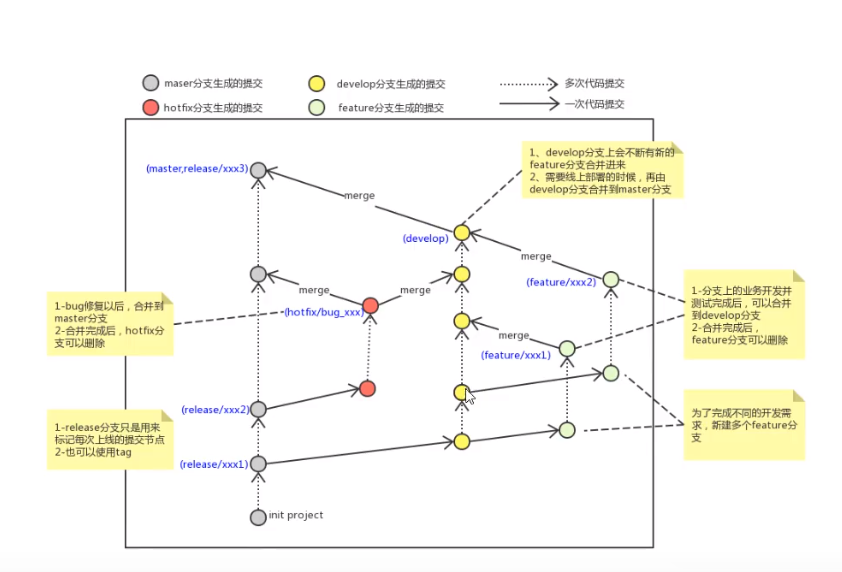 maser分支生成的提交
develop分支生成的提交
多次代码提交
hotfix分支生成的提交
feature分支生成的提交
一次代码提交
1、develop分支上会不断有新的
feature分支合并进来
2、需要线上部署的时候，再由
develop分支合并到master分支
(master,release/xxx3)
merge
(develop)
merge
(feature/xxx2)
merge
merge
1-bug修复以后，合并到
master分支
2-合并完成后，hotfix分
支可以删除
(hotfix/bug_xxx)
1-分支上的业务开发并
测试完成后，可以合并
到develop分支
2-合并完成后，
feature分支可以删除
merge
(feature/xxx1)
(release/xxx2)
为了完成不同的开发需
求，新建多个feature分
支
1-release分支只是用来
标记每次上线的提交节点
2-也可以使用tag
(release/xxx1)
init project